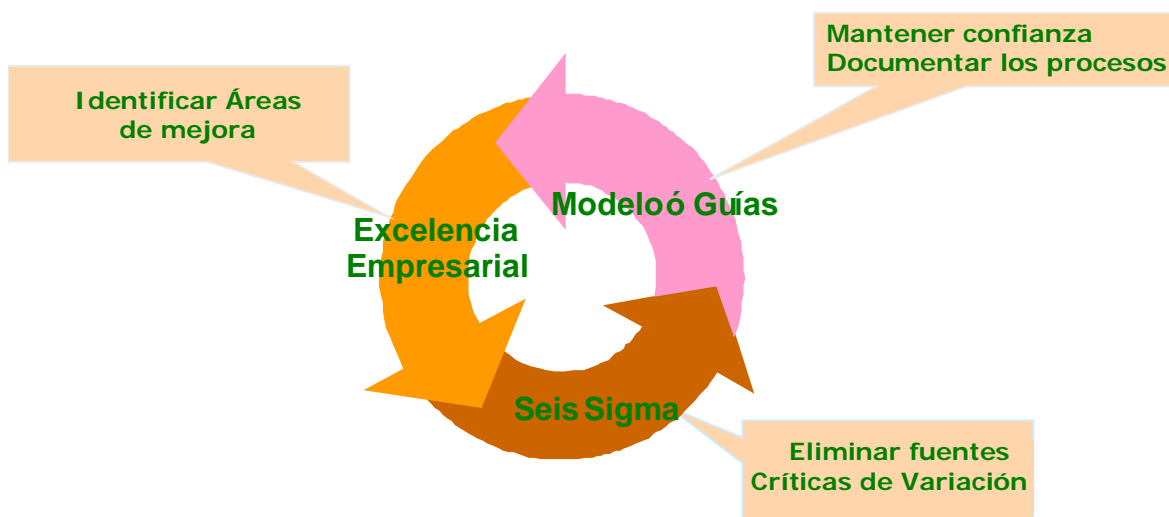 Mantener confianza
Documentar los procesos
Identificar Áreas
de mejora
Modeloó Guías
Excelencia
Empresarial
Seis Sigma
Eliminar fuentes
Críticas de Variación